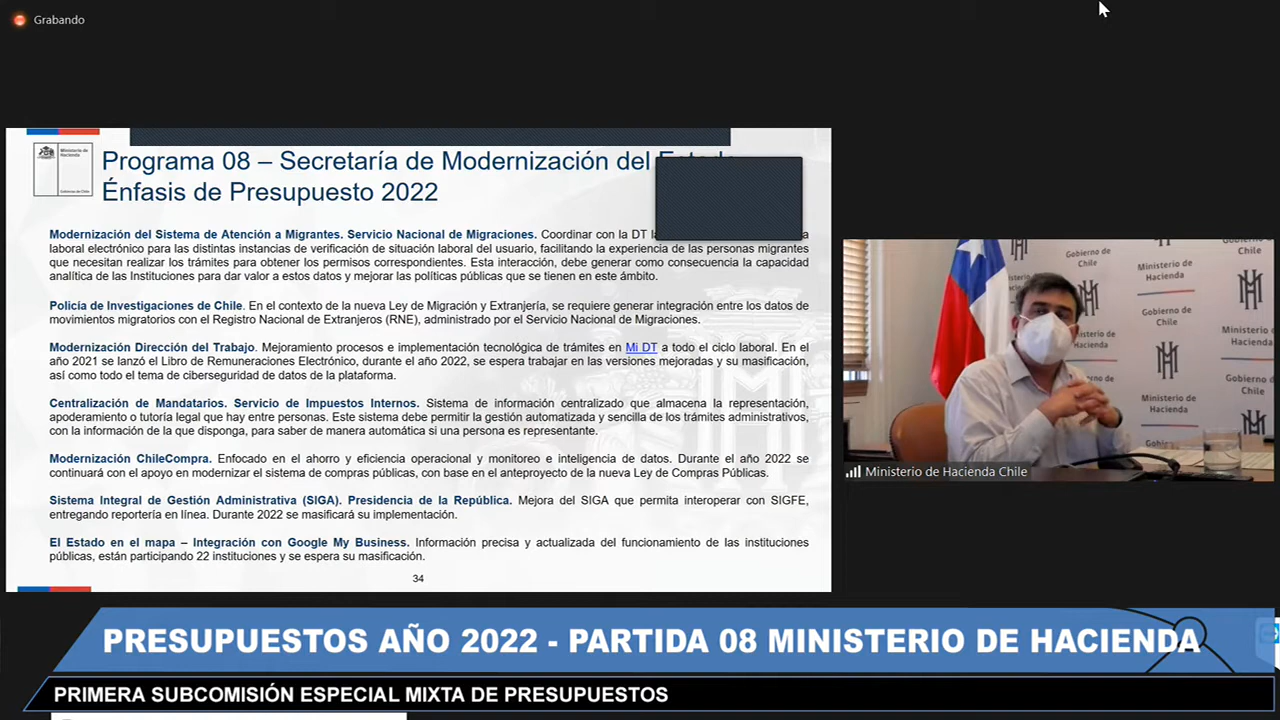 Grabando
Ministerio de
Hacienda
Gobierno de Chile
Programa 08 – Secretaría de Modernización del
Énfasis de Presupuesto 2022
Modernización del Sistema de Atención a Migrantes. Servicio Nacional de Migraciones. Coordinar con la DT
laboral electrónico para las distintas instancias de verificación de situación laboral del usuario, facilitando la experiencia de las personas migrantes
que necesitan realizar los trámites para obtener los permisos correspondientes. Esta interacción, debe generar como consecuencia la capacidad
analítica de las Instituciones para dar valor a estos datos y mejorar las políticas públicas que se tienen en este ámbito.
Policía de Investigaciones de Chile. En el contexto de la nueva Ley de Migración y Extranjería, se requiere generar integración entre los datos de
movimientos migratorios con el Registro Nacional de Extranjeros (RNE), administrado por el Servicio Nacional de Migraciones.
Modernización Dirección del Trabajo. Mejoramiento procesos e implementación tecnológica de trámites en Mi DT a todo el ciclo laboral. En el
año 2021 se lanzó el Libro de Remuneraciones Electrónico, durante el año 2022, se espera trabajar en las versiones mejoradas y su masificación,
así como todo el tema de ciberseguridad de datos de la plataforma.
Centralización de Mandatarios. Servicio de Impuestos Internos. Sistema de información centralizado que almacena la representación,
apoderamiento o tutoría legal que hay entre personas. Este sistema debe permitir la gestión automatizada y sencilla de los trámites administrativos,
con la información de la que disponga, para saber de manera automática si una persona es representante.
Modernización ChileCompra. Enfocado en el ahorro y eficiencia operacional y monitoreo e inteligencia de datos. Durante el año 2022 se
continuará con el apoyo en modernizar el sistema de compras públicas, con base en el anteproyecto de la nueva Ley de Compras Públicas.
Sistema Integral de Gestión Administrativa (SIGA). Presidencia de la República. Mejora del SIGA que permita interoperar con SIGFE,
entregando reportería en línea. Durante 2022 se masificará su implementación.
El Estado en el mapa – Integración con Google My Business. Información precisa y actualizada del funcionamiento de las instituciones
públicas, están participando 22 instituciones y se espera su masificación.
34
Gobierno de
Chile
Ministerio de
Hacienda
Gobierno de
Chile
Ministerio de
Hacienda
Gobierno de
Chile
Ministerio de Hacienda Chile
PRESUPUESTOS AÑO 2022 - PARTIDA 08 MINISTERIO DE HACIENDA
PRIMERA SUBCOMISIÓN ESPECIAL MIXTA DE PRESUPUESTOS